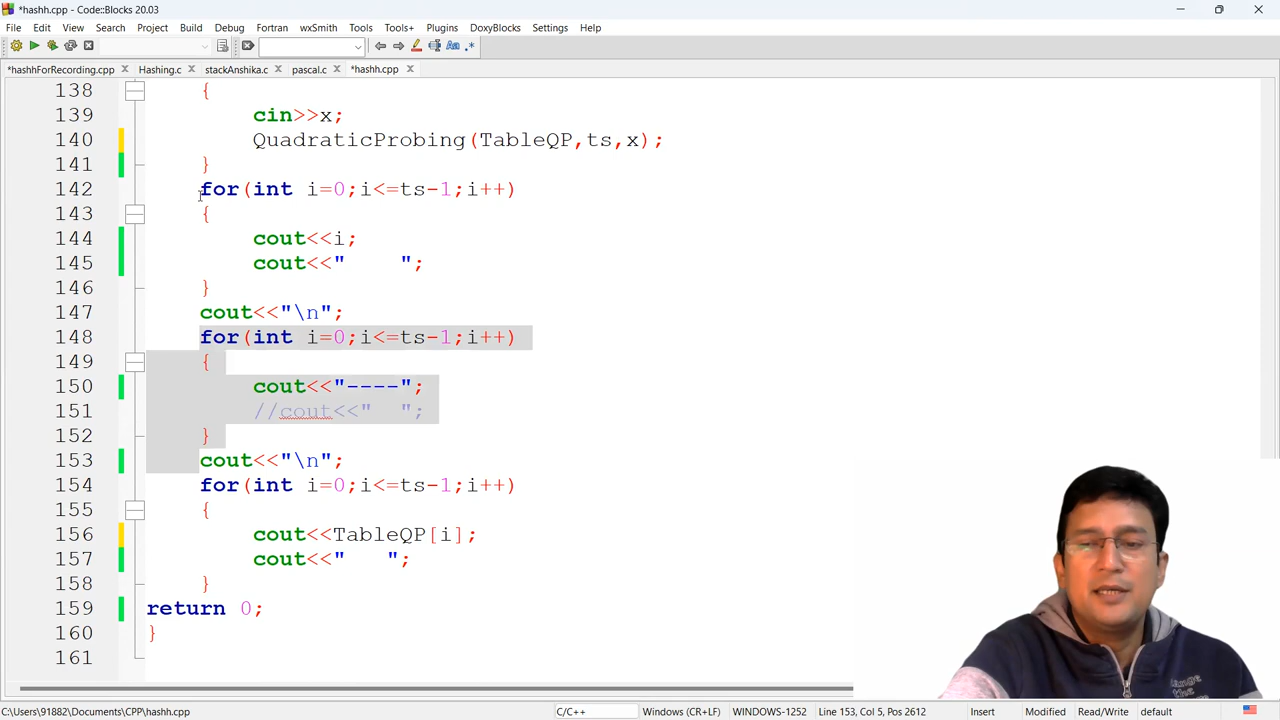 *hashh.cpp - Code::Blocks 20.03
File Edit View Search Project Build Debug Fortran wxSmith Tools Tools+ Plugins DoxyBlocks Settings Help
*hashhForRecording.cpp Hashing.c stackAnshika.c pascal.c *hashh.cpp
138 {
139 cin>>x;
140 QuadraticProbing(TableQP,ts,x);
141 }
142 for(int i=0;i<=ts-1;i++)
143 {
144 cout<<i;
145 cout<<"    ";
146 }
147 cout<<"\n";
148 for(int i=0;i<=ts-1;i++)
149 {
150 cout<<"----";
151 //cout<<"  ";
152 }
153 cout<<"\n";
154 for(int i=0;i<=ts-1;i++)
155 {
156 cout<<TableQP[i];
157 cout<<"   ";
158 }
159 return 0;
160 }
161
C:\Users\91882\Documents\CPP\hashh.cpp C/C++ Windows (CR+LF) WINDOWS-1252 Line 153, Col 5, Pos 2612 Insert Modified Read/Write default